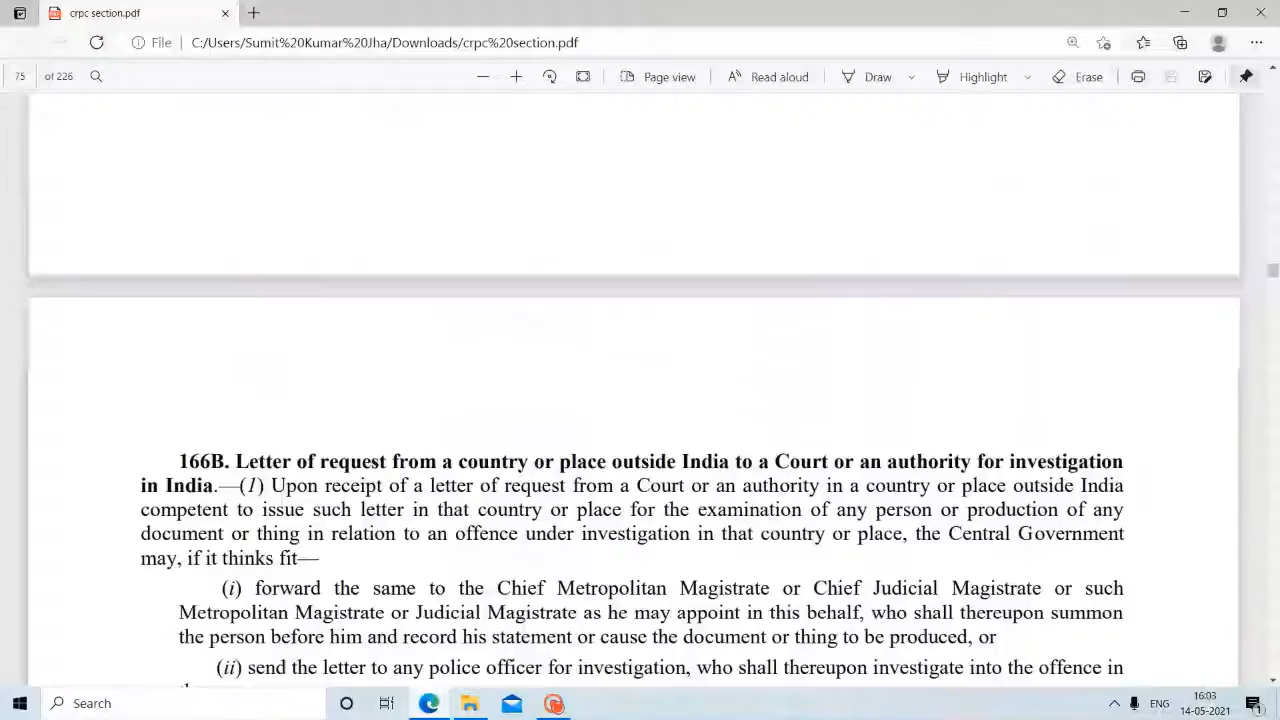 crpc section.pdf
File C:/Users/Sumit%20Kumar%20Jha/Downloads/crpc%20section.pdf
75 of 226 Page view Read aloud Draw Highlight Erase
166B. Letter of request from a country or place outside India to a Court or an authority for investigation
in India.—(1) Upon receipt of a letter of request from a Court or an authority in a country or place outside India
competent to issue such letter in that country or place for the examination of any person or production of any
document or thing in relation to an offence under investigation in that country or place, the Central Government
may, if it thinks fit—
(i) forward the same to the Chief Metropolitan Magistrate or Chief Judicial Magistrate or such
Metropolitan Magistrate or Judicial Magistrate as he may appoint in this behalf, who shall thereupon summon
the person before him and record his statement or cause the document or thing to be produced, or
(ii) send the letter to any police officer for investigation, who shall thereupon investigate into the offence in
Search
ENG
16:03
14-05-2021